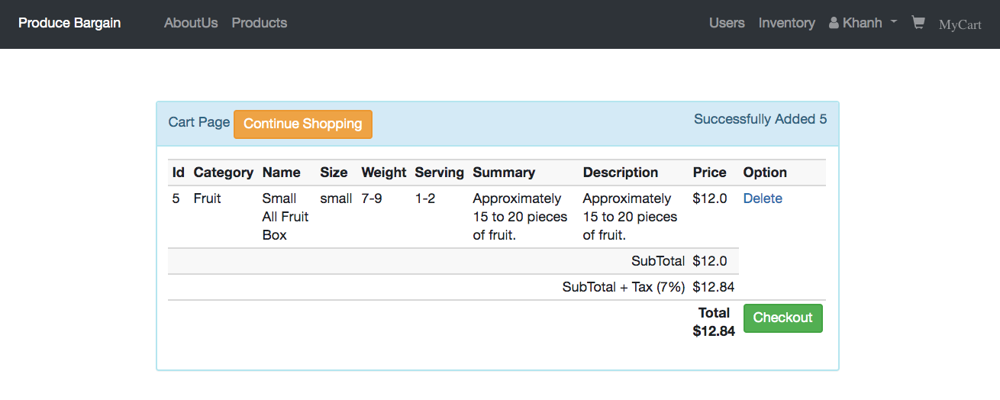 Produce Bargain AboutUs Products Users Inventory Khanh MyCart
Cart Page Continue Shopping Successfully Added 5
Id Category Name Size Weight Serving Summary Description Price Option
5 Fruit Small small 7-9 1-2 Approximately Approximately $12.0 Delete
All Fruit 15 to 20 pieces 15 to 20 pieces
Box of fruit. of fruit.
SubTotal $12.0
SubTotal + Tax (7%) $12.84
Total Checkout
$12.84